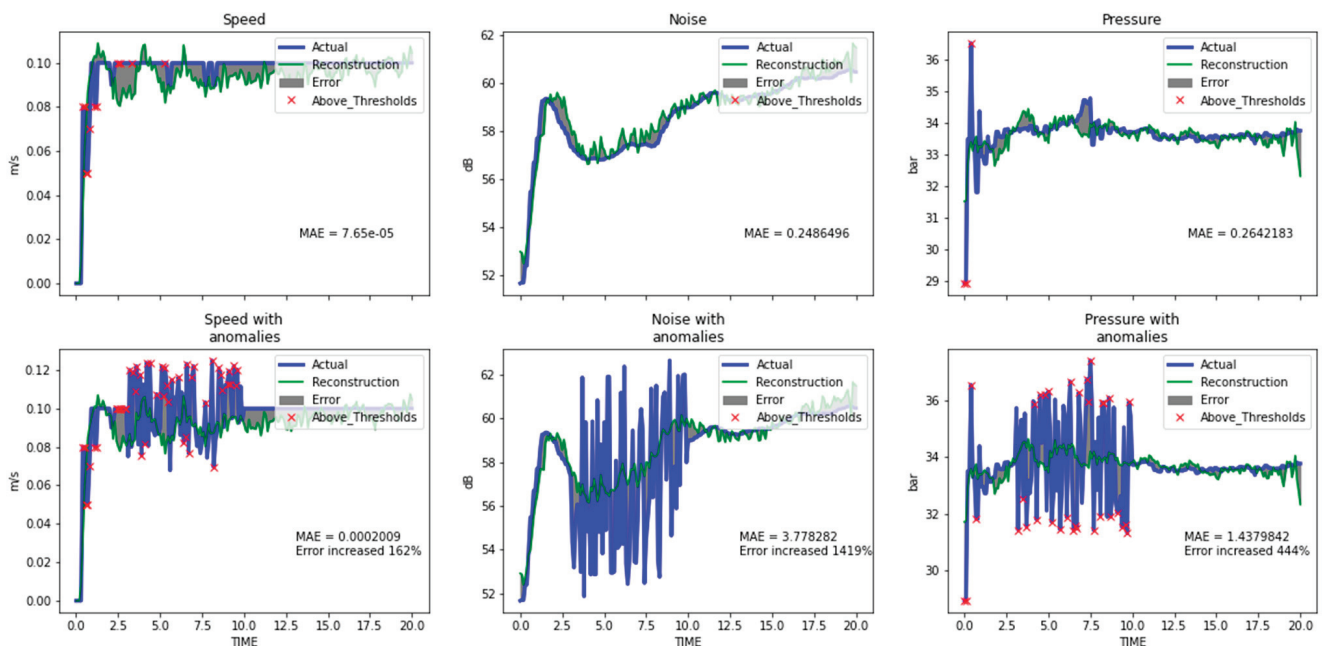 Speed
0.10
0.08
0.06
0.04
0.02
0.00
m/s
Actual
Reconstruction
Error
Above_Thresholds
MAE = 7.65e-05
Noise
62
60
58
56
54
52
dB
Actual
Reconstruction
Error
Above_Thresholds
MAE = 0.2486496
Pressure
36
35
34
33
32
31
30
29
bar
Actual
Reconstruction
Error
Above_Thresholds
MAE = 0.2642183
Speed with
anomalies
0.12
0.10
0.08
0.06
0.04
0.02
0.00
m/s
Actual
Reconstruction
Error
Above_Thresholds
MAE = 0.0002009
Error increased 162%
0.0 2.5 5.0 7.5 10.0 12.5 15.0 17.5 20.0
TIME
Noise with
anomalies
62
60
58
56
54
52
dB
Actual
Reconstruction
Error
Above_Thresholds
MAE = 3.778282
Error increased 1419%
0.0 2.5 5.0 7.5 10.0 12.5 15.0 17.5 20.0
TIME
Pressure with
anomalies
36
34
32
30
bar
Actual
Reconstruction
Error
Above_Thresholds
MAE = 1.4379842
Error increased 444%
0.0 2.5 5.0 7.5 10.0 12.5 15.0 17.5 20.0
TIME